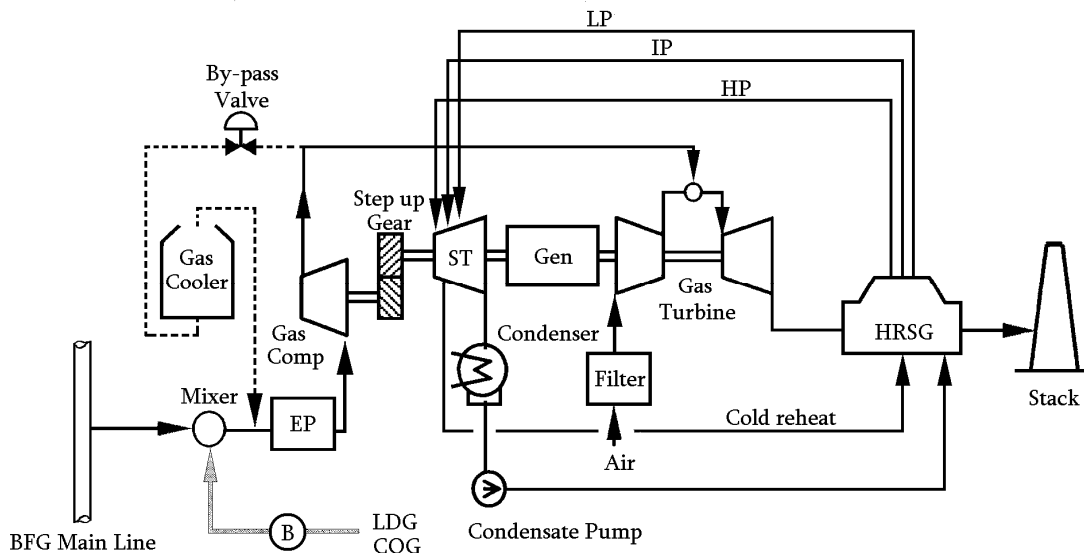 LP
IP
HP
By-pass
Valve
Step up
Gear
Gas
Cooler
ST
Gen
Gas
Turbine
Gas
Comp
Condenser
HRSG
Filter
Mixer
EP
Cold reheat
Stack
Air
BFG Main Line
B
LDG
COG
Condensate Pump